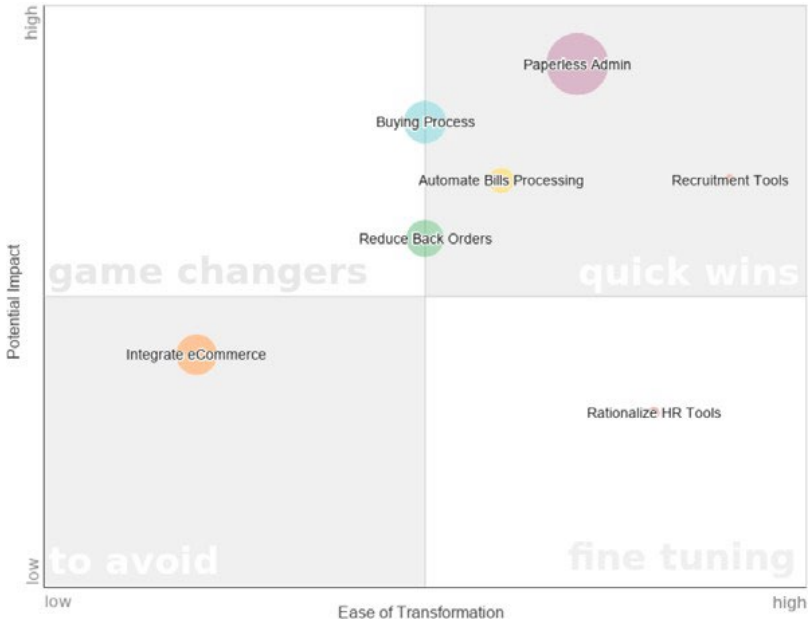 high
Paperless Admin
Buying Process
Automate Bills Processing
Recruitment Tools
Reduce Back Orders
game changers
quick wins
Potential Impact
Integrate eCommerce
Rationalize HR Tools
to avoid
fine tuning
low
low
high
Ease of Transformation